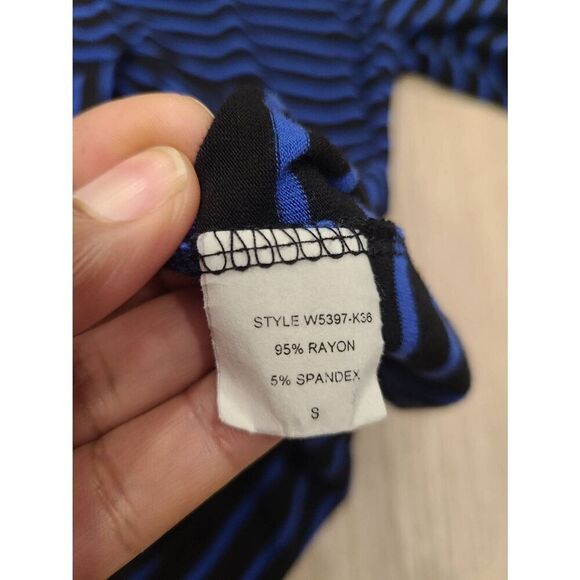 STYLE W5397-K36
95% RAYON
5% SPANDEX
S